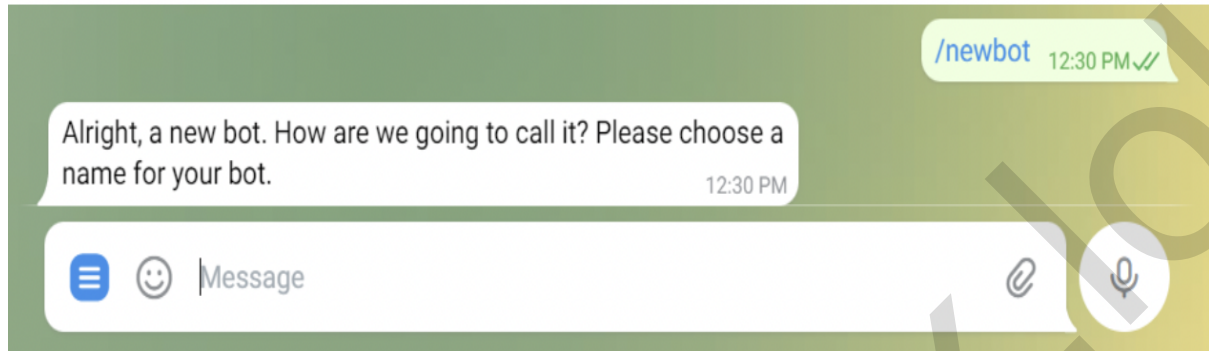 /newbot 12:30 PM
Alright, a new bot. How are we going to call it? Please choose a
name for your bot.
12:30 PM
Message